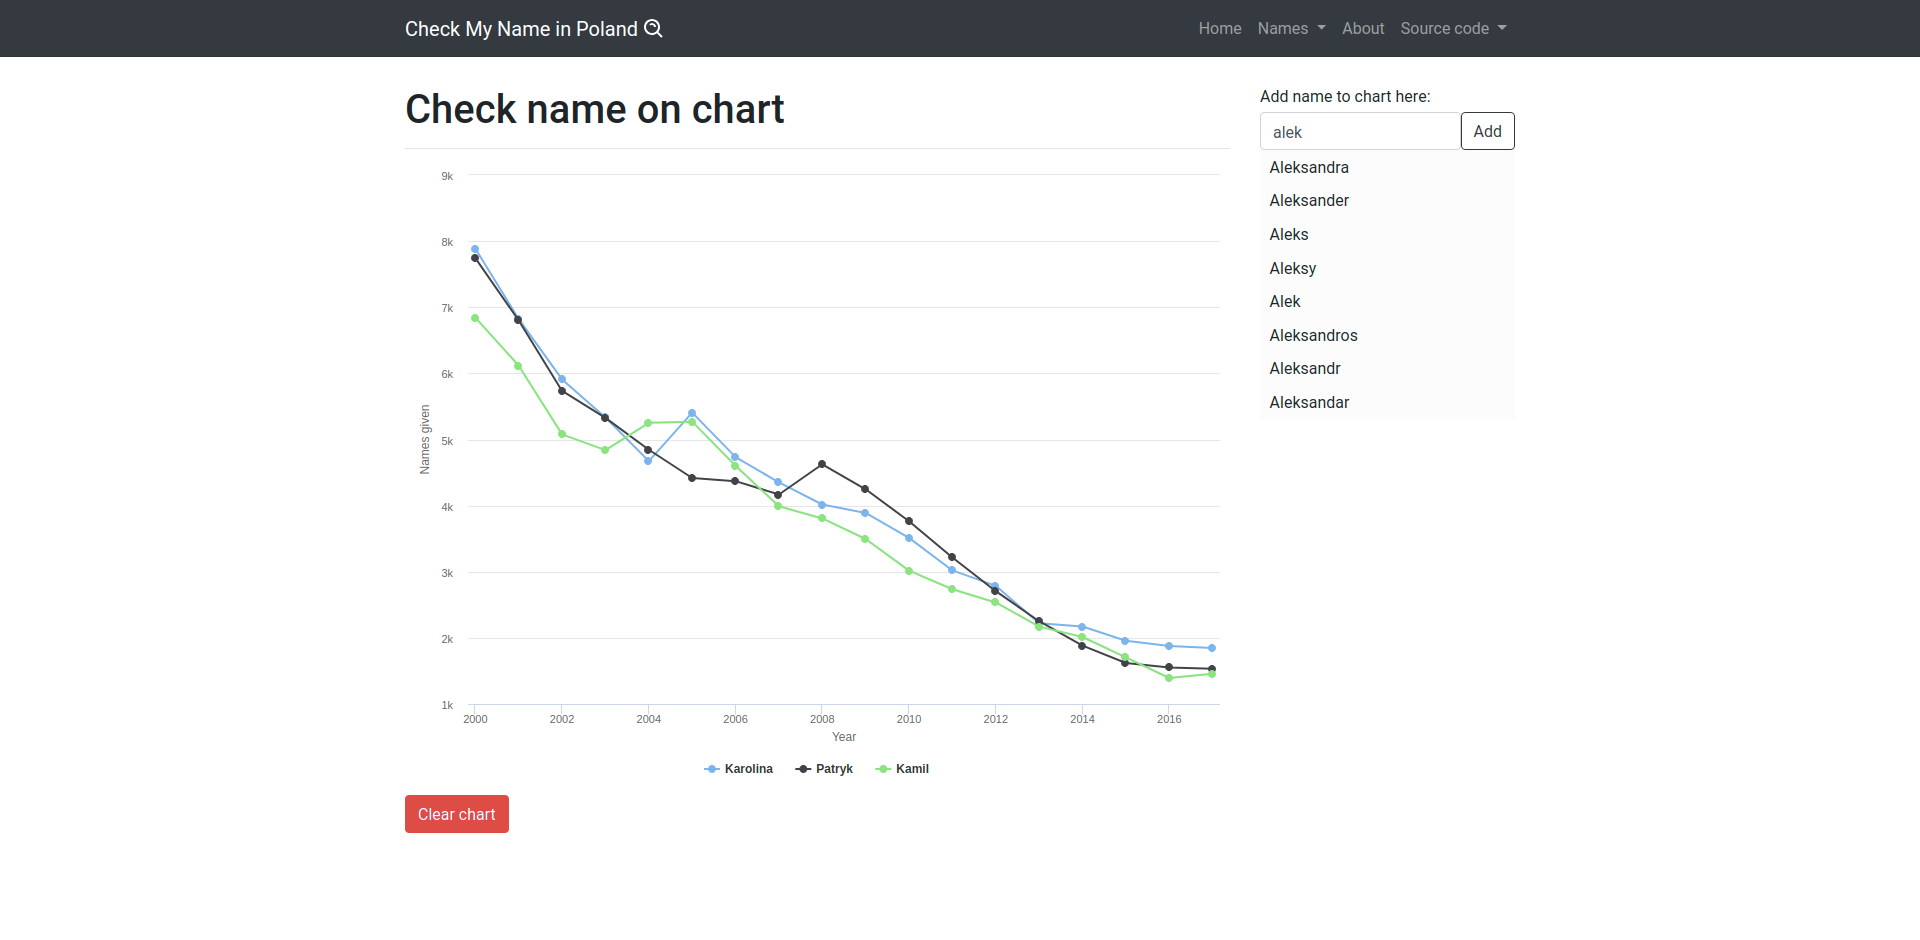 Check My Name in Poland
Home Names About Source code
Check name on chart
Add name to chart here:
alek Add
Aleksandra
Aleksander
Aleks
Aleksy
Alek
Aleksandros
Aleksandr
Aleksandar
9k
8k
7k
6k
5k
4k
3k
2k
1k
Names given
2000 2002 2004 2006 2008 2010 2012 2014 2016
Year
Karolina Patryk Kamil
Clear chart